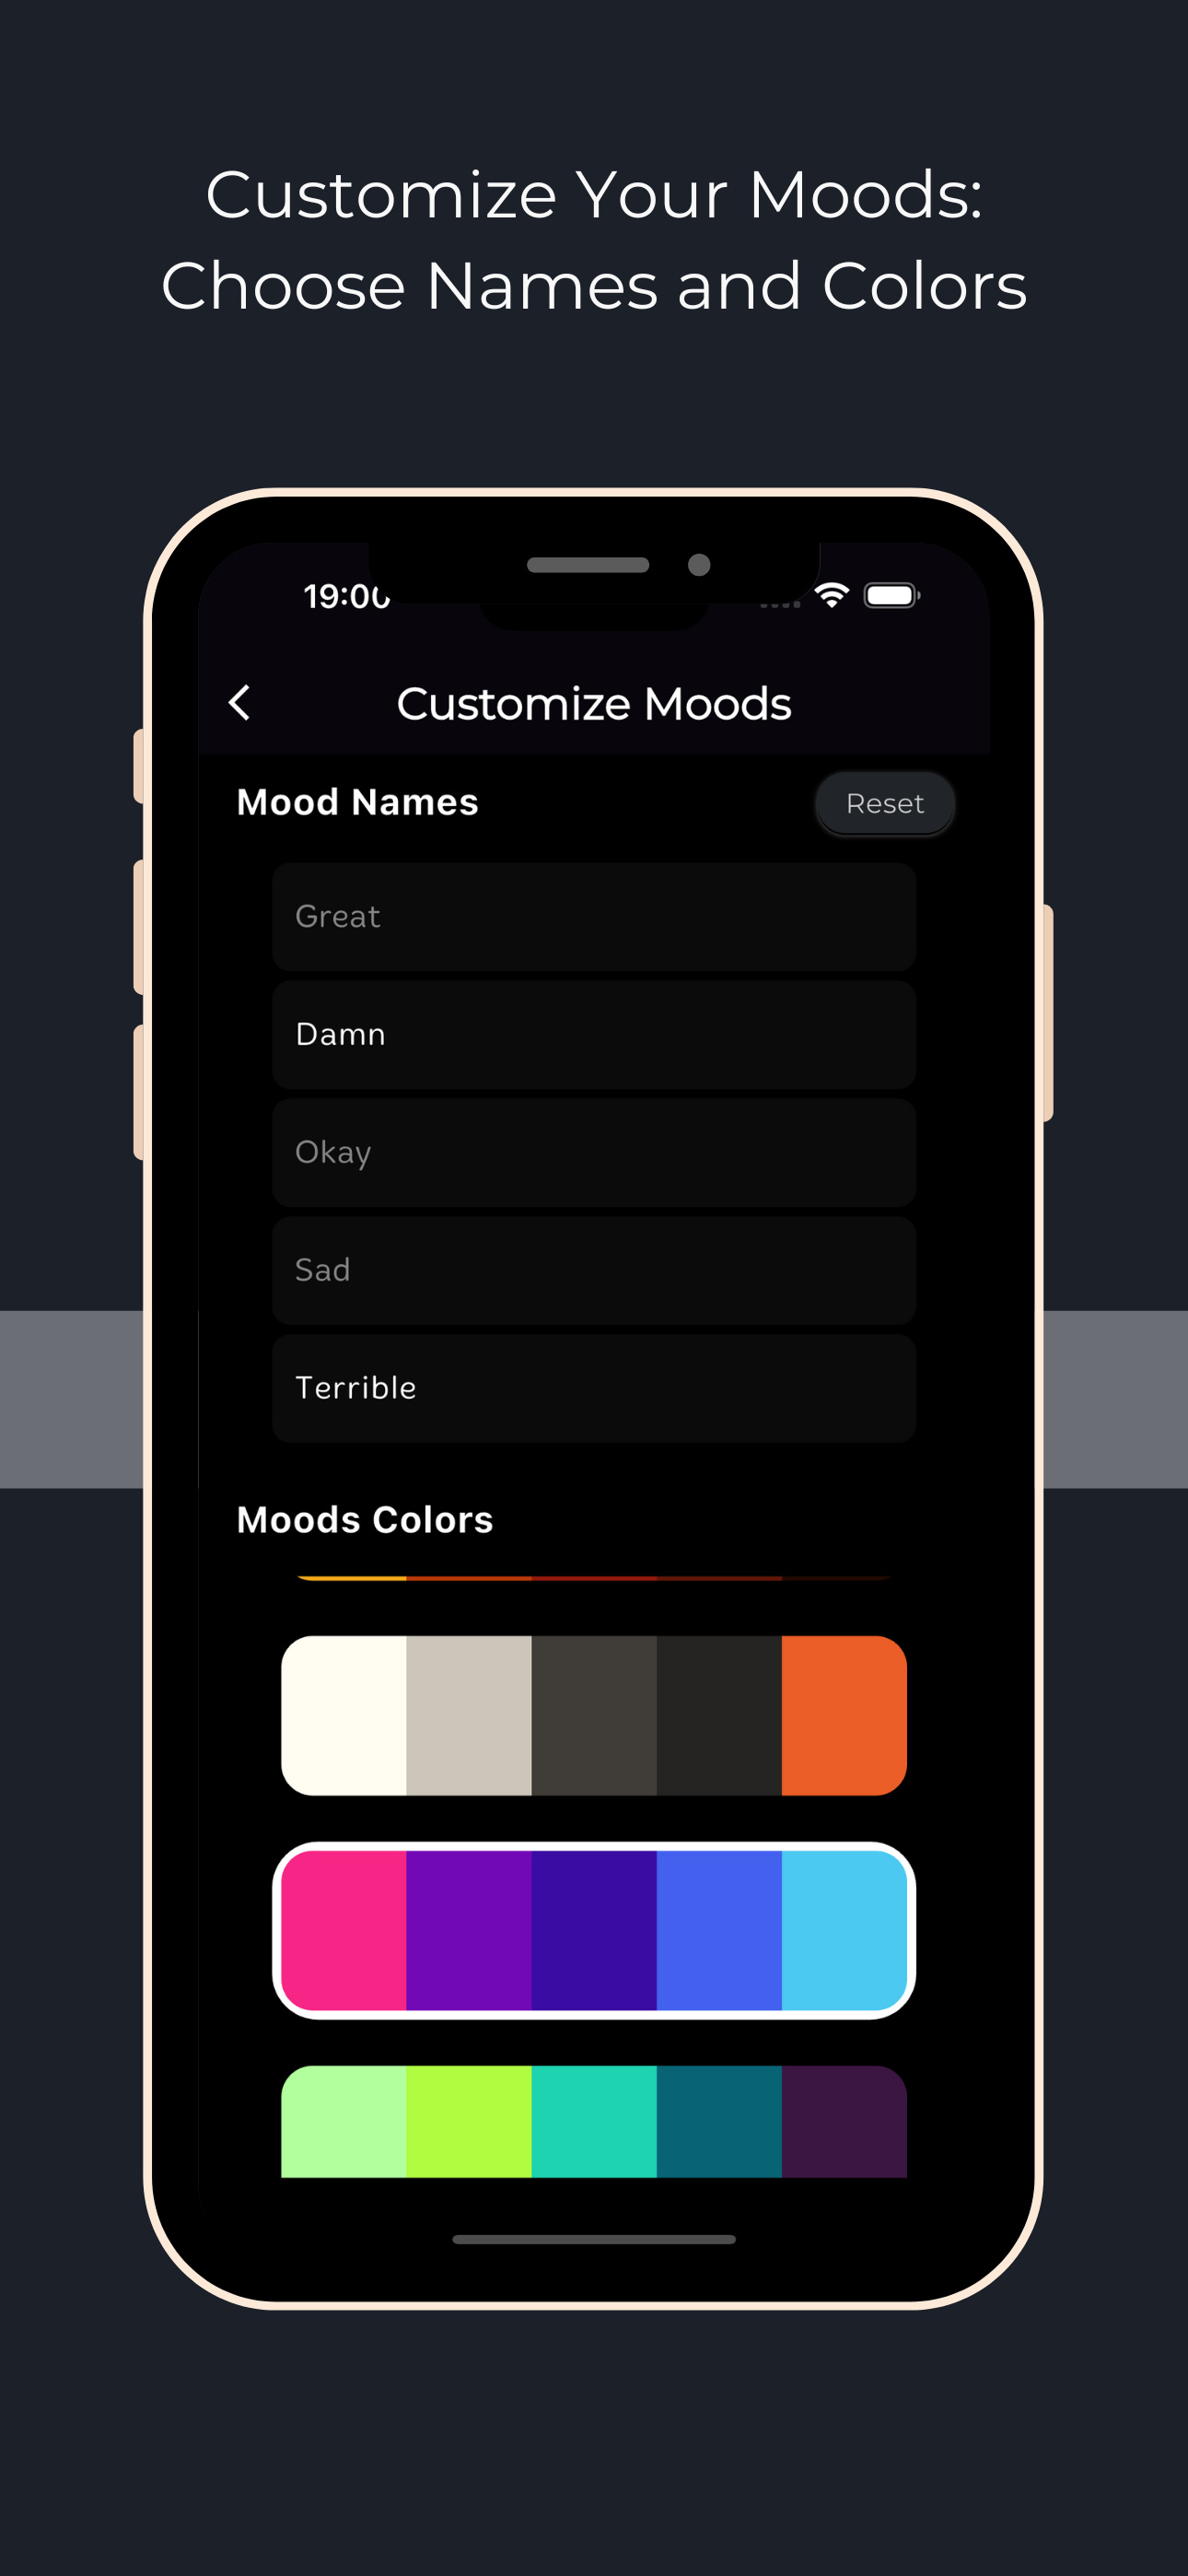 Customize Your Moods:
Choose Names and Colors
19:00
Customize Moods
Mood Names
Reset
Great
Damn
Okay
Sad
Terrible
Moods Colors